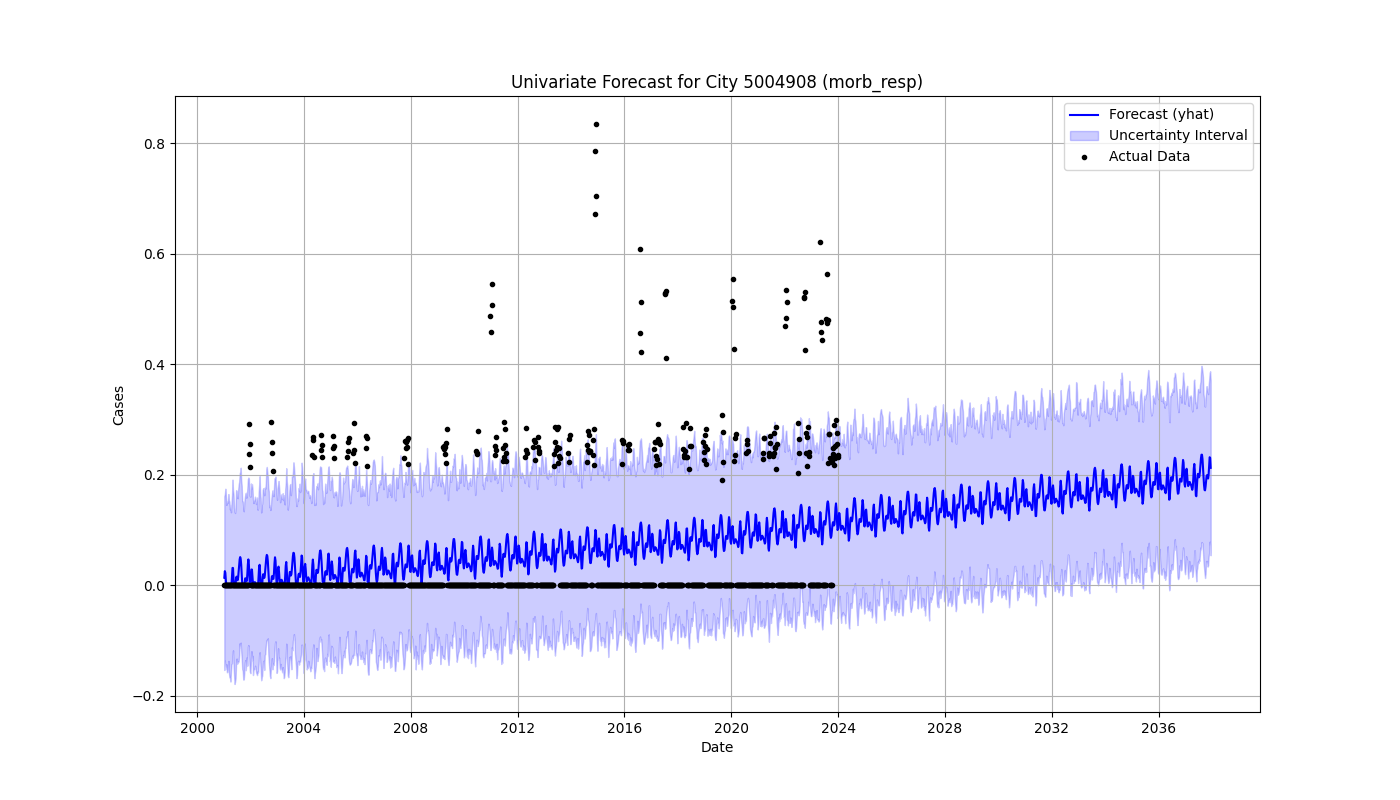 Univariate Forecast for City 5004908 (morb_resp)
Forecast (yhat)
Uncertainty Interval
Actual Data
0.8
0.6
0.4
0.2
0.0
−0.2
Cases
2000 2004 2008 2012 2016 2020 2024 2028 2032 2036
Date